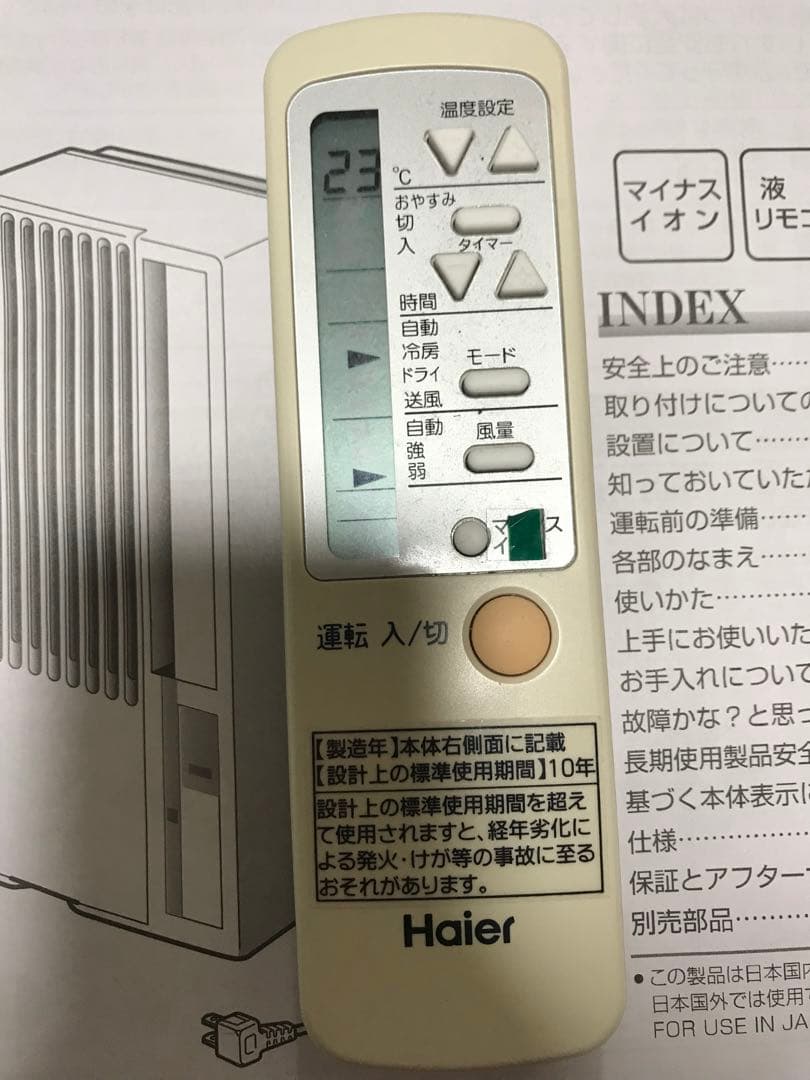 温度設定
23
℃
おやすみ
切
入
タイマー
時間
自動
冷房
ドライ
送風
モード
自動
強
弱
風量
マ ス
イ
運転 入/切
【製造年】本体右側面に記載
【設計上の標準使用期間】10年
設計上の標準使用期間を超え
て使用されますと、経年劣化に
よる発火・けが等の事故に至る
おそれがあります。
Haier
マイナス
イオン
液
リモコ
INDEX
安全上のご注意……
取り付けについての
設置について………
知っておいていただ
運転前の準備……
各部のなまえ……
使いかた…………
上手にお使いいた
お手入れについて
故障かな？と思っ
長期使用製品安全
基づく本体表示に
仕様………………
保証とアフター
別売部品…………
●この製品は日本国内
日本国外では使用
FOR USE IN JA